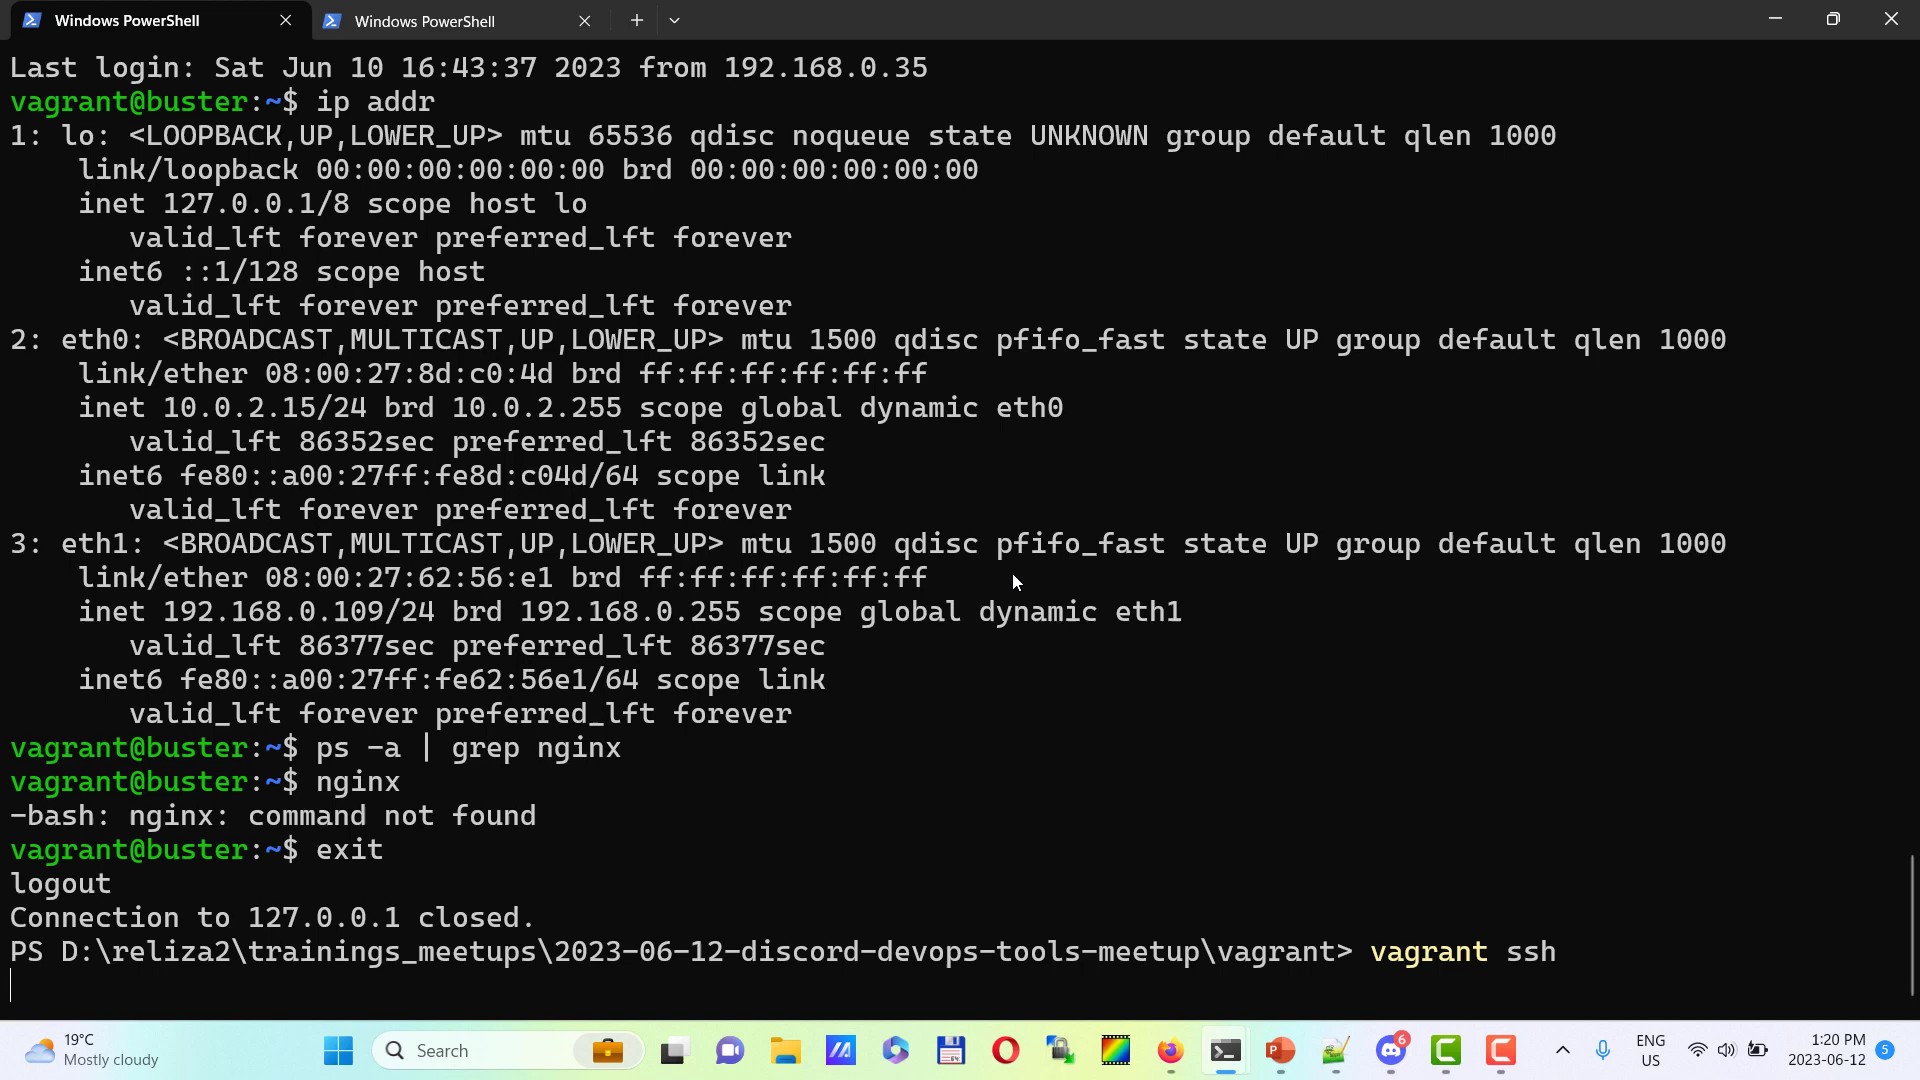 Windows PowerShell
Windows PowerShell
Last login: Sat Jun 10 16:43:37 2023 from 192.168.0.35
vagrant@buster:~$ ip addr
1: lo: <LOOPBACK,UP,LOWER_UP> mtu 65536 qdisc noqueue state UNKNOWN group default qlen 1000
    link/loopback 00:00:00:00:00:00 brd 00:00:00:00:00:00
    inet 127.0.0.1/8 scope host lo
       valid_lft forever preferred_lft forever
    inet6 ::1/128 scope host
       valid_lft forever preferred_lft forever
2: eth0: <BROADCAST,MULTICAST,UP,LOWER_UP> mtu 1500 qdisc pfifo_fast state UP group default qlen 1000
    link/ether 08:00:27:8d:c0:4d brd ff:ff:ff:ff:ff:ff
    inet 10.0.2.15/24 brd 10.0.2.255 scope global dynamic eth0
       valid_lft 86352sec preferred_lft 86352sec
    inet6 fe80::a00:27ff:fe8d:c04d/64 scope link
       valid_lft forever preferred_lft forever
3: eth1: <BROADCAST,MULTICAST,UP,LOWER_UP> mtu 1500 qdisc pfifo_fast state UP group default qlen 1000
    link/ether 08:00:27:62:56:e1 brd ff:ff:ff:ff:ff:ff
    inet 192.168.0.109/24 brd 192.168.0.255 scope global dynamic eth1
       valid_lft 86377sec preferred_lft 86377sec
    inet6 fe80::a00:27ff:fe62:56e1/64 scope link
       valid_lft forever preferred_lft forever
vagrant@buster:~$ ps -a | grep nginx
vagrant@buster:~$ nginx
-bash: nginx: command not found
vagrant@buster:~$ exit
logout
Connection to 127.0.0.1 closed.
PS D:\reliza2\trainings_meetups\2023-06-12-discord-devops-tools-meetup\vagrant> vagrant ssh
19°C
Mostly cloudy
Search
6
ENG
US
1:20 PM
2023-06-12
5